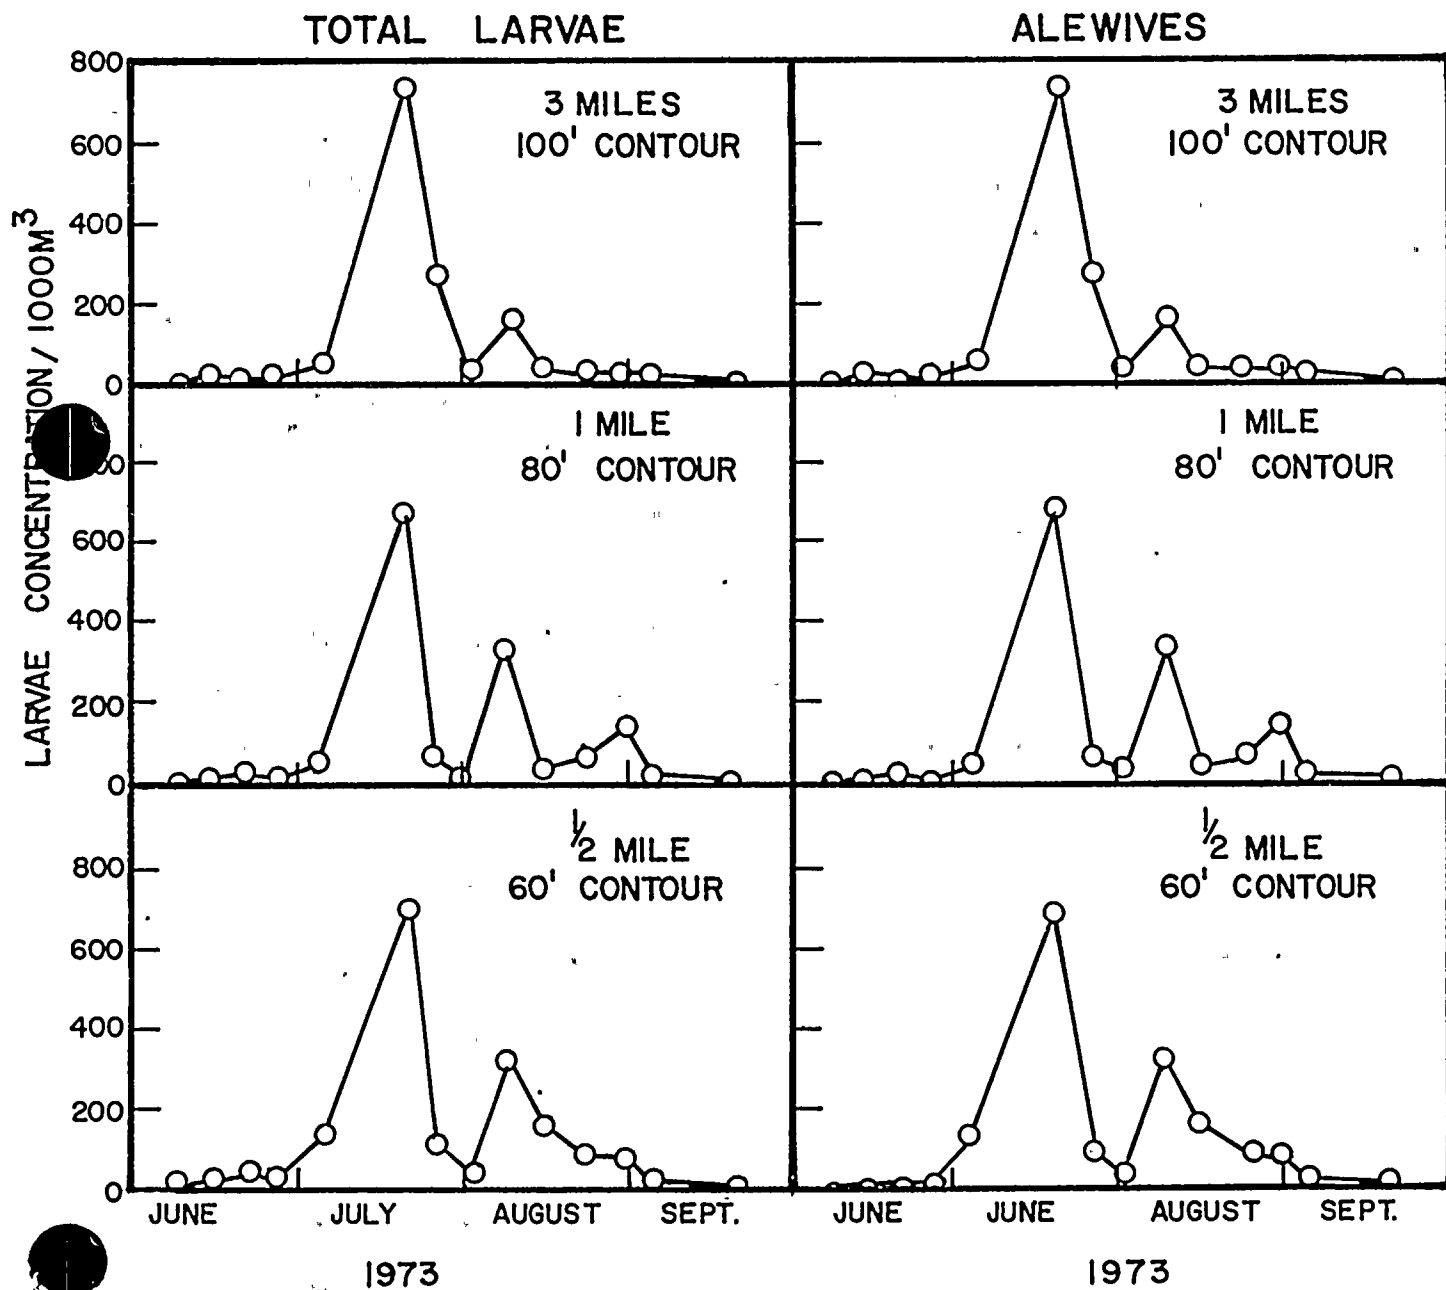 TOTAL LARVAE
ALEWIVES
LARVAE CONCENTRATION / 1000M³
800
600
400
200
0
3 MILES
100' CONTOUR
3 MILES
100' CONTOUR
600
400
200
0
1 MILE
80' CONTOUR
1 MILE
80' CONTOUR
800
600
400
200
0
1/2 MILE
60' CONTOUR
1/2 MILE
60' CONTOUR
JUNE JULY AUGUST SEPT.
JUNE JUNE AUGUST SEPT.
1973
1973